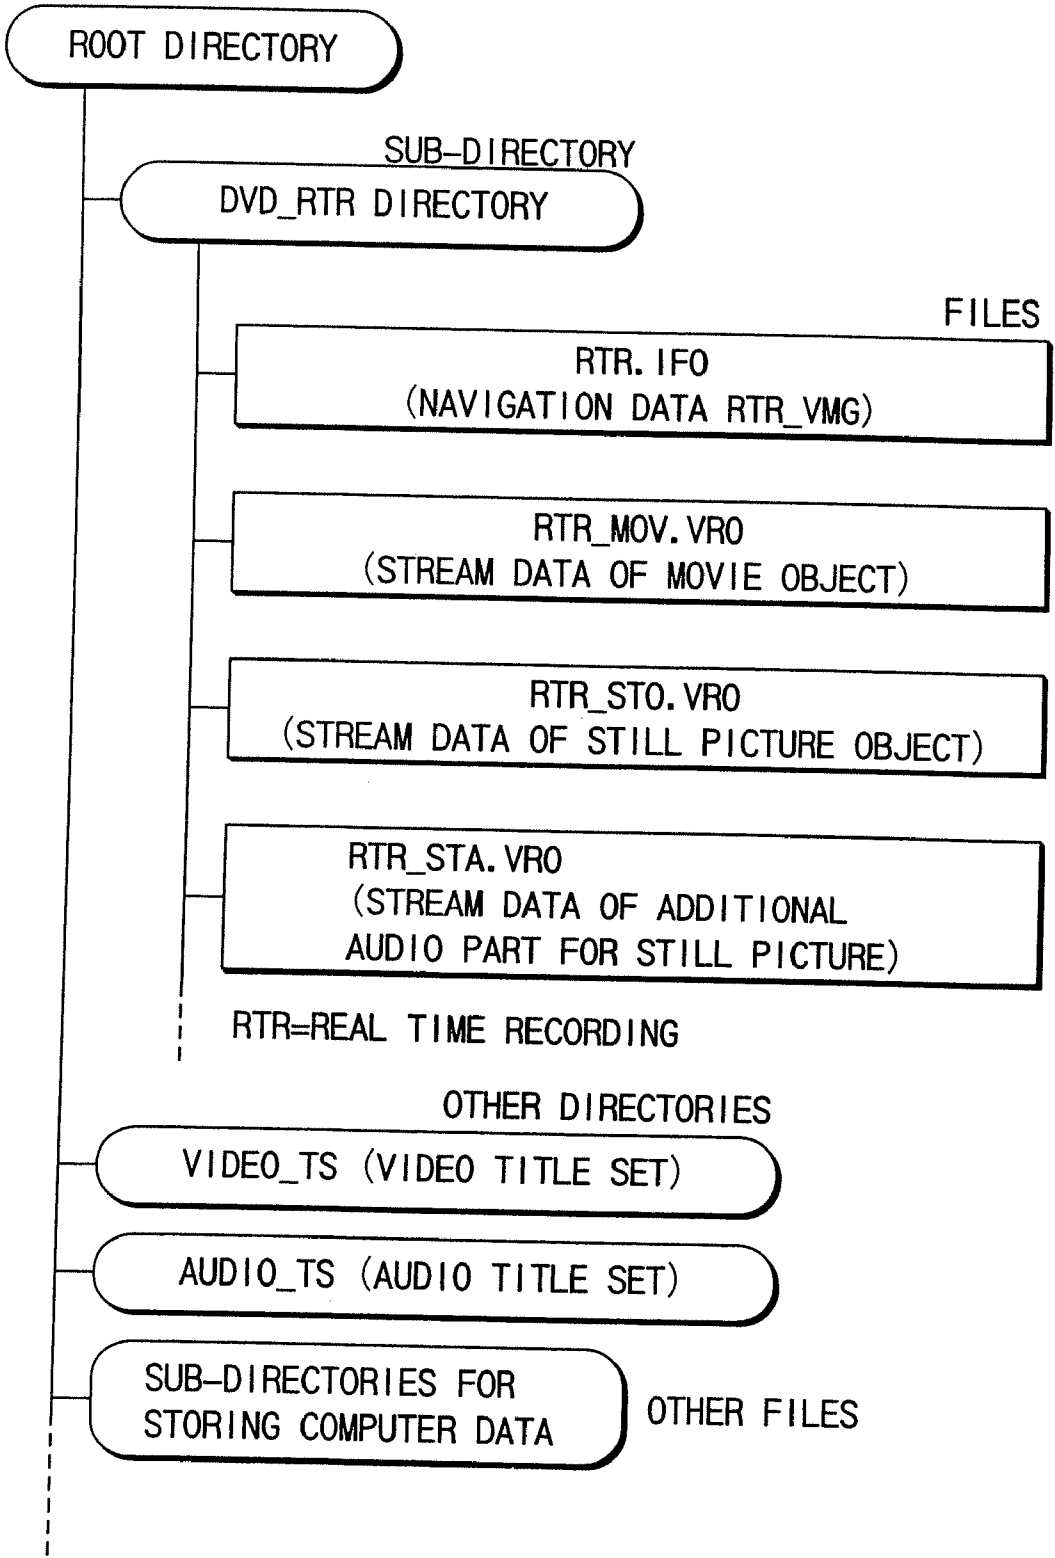 ROOT DIRECTORY
SUB-DIRECTORY
DVD_RTR DIRECTORY
FILES
RTR.IFO
(NAVIGATION DATA RTR_VMG)
RTR_MOV.VRO
(STREAM DATA OF MOVIE OBJECT)
RTR_STO.VRO
(STREAM DATA OF STILL PICTURE OBJECT)
RTR_STA.VRO
(STREAM DATA OF ADDITIONAL
AUDIO PART FOR STILL PICTURE)
RTR=REAL TIME RECORDING
OTHER DIRECTORIES
VIDEO_TS (VIDEO TITLE SET)
AUDIO_TS (AUDIO TITLE SET)
SUB-DIRECTORIES FOR
STORING COMPUTER DATA
OTHER FILES